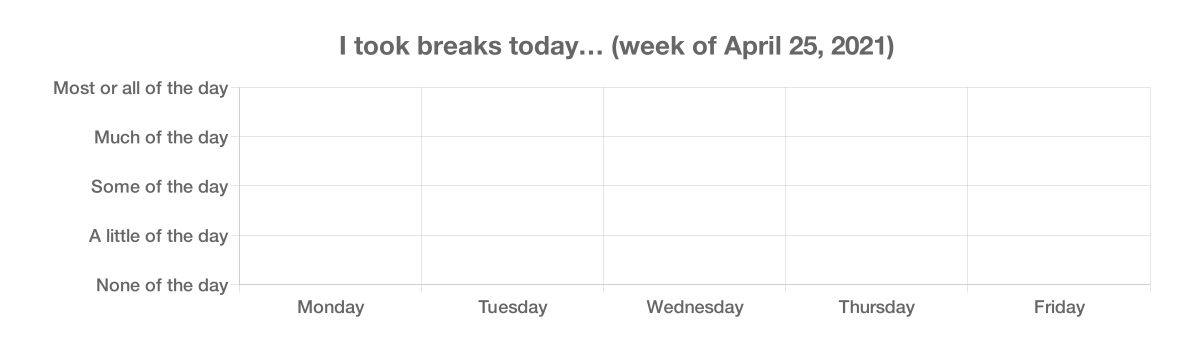 I took breaks today… (week of April 25, 2021)
Most or all of the day
Much of the day
Some of the day
A little of the day
None of the day
Monday Tuesday Wednesday Thursday Friday